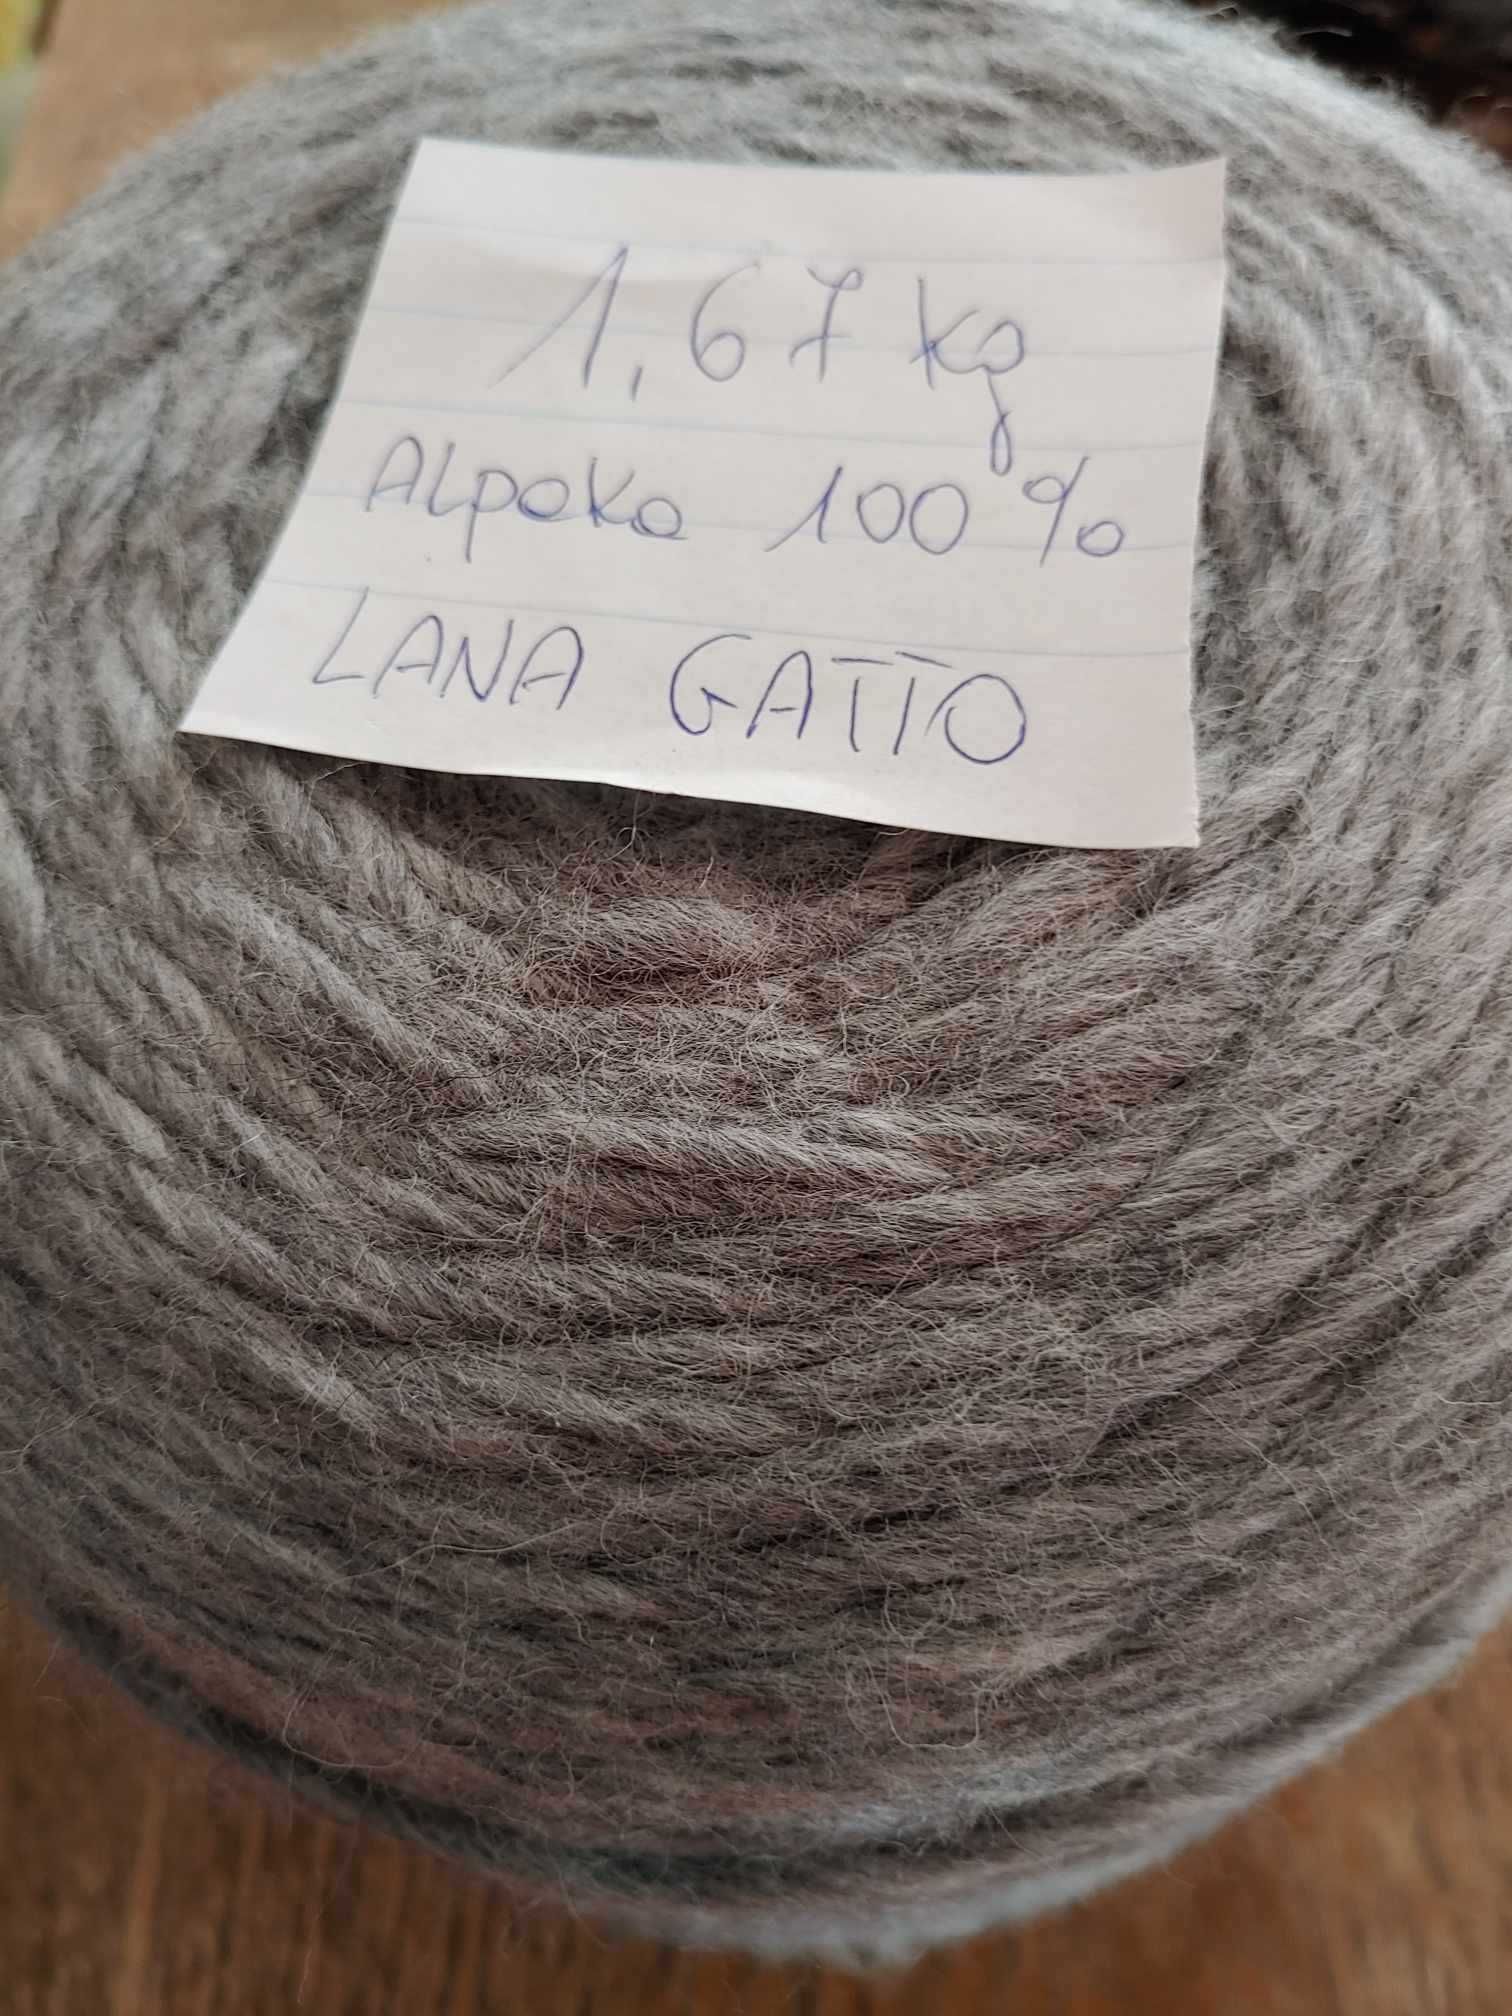 1,67 kg
Alpaka 100%
LANA GATTO